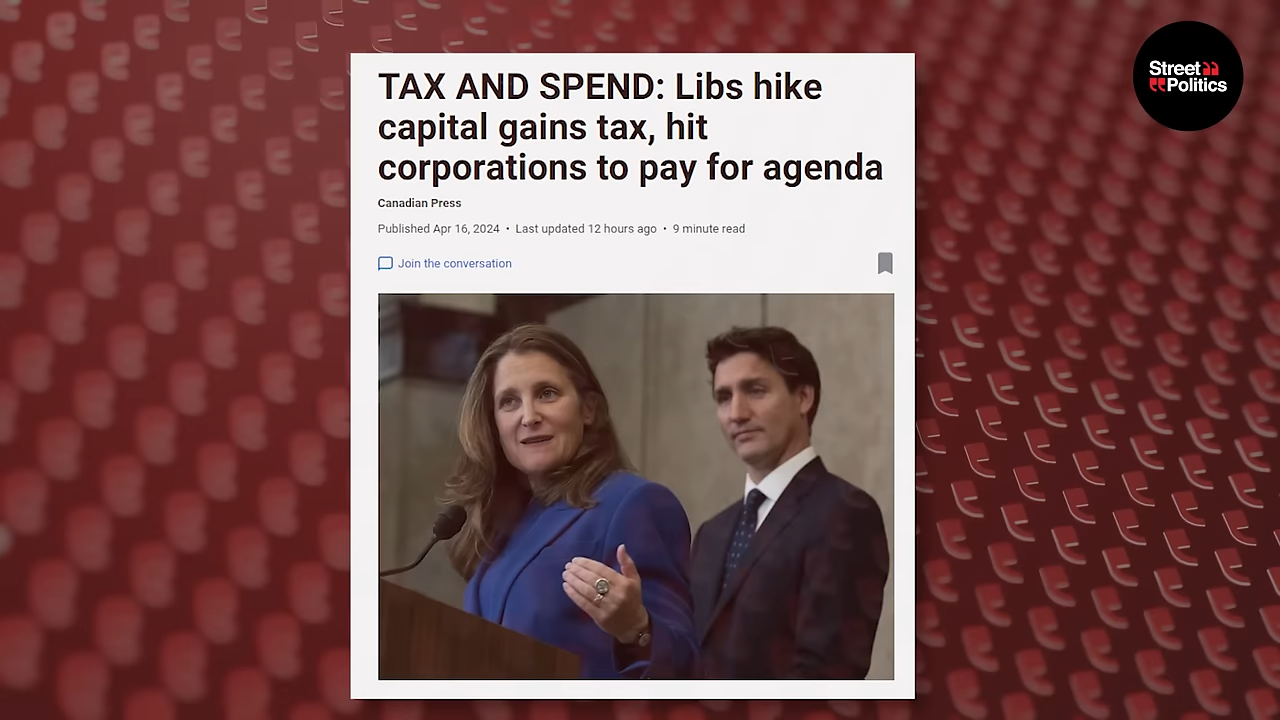 TAX AND SPEND: Libs hike
capital gains tax, hit
corporations to pay for agenda
Canadian Press
Published Apr 16, 2024 • Last updated 12 hours ago • 9 minute read
Join the conversation
Street
Politics